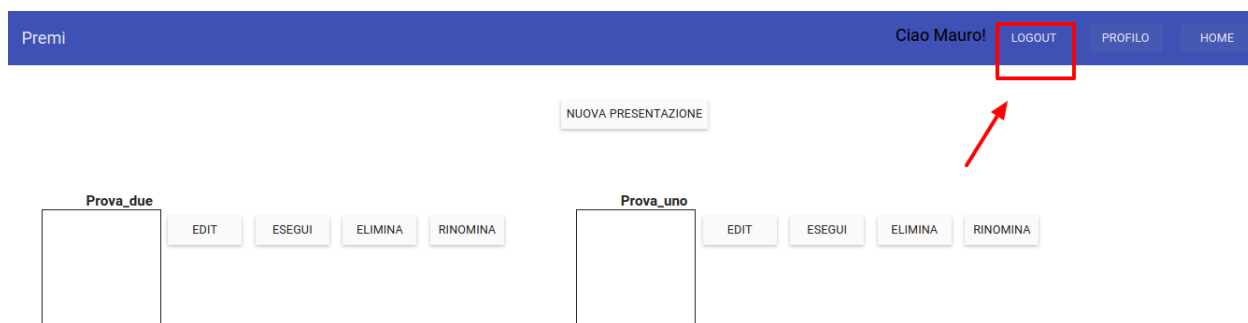 Premi Ciao Mauro! LOGOUT PROFILO HOME
NUOVA PRESENTAZIONE
Prova_due Prova_uno
EDIT ESEGUI ELIMINA RINOMINA EDIT ESEGUI ELIMINA RINOMINA